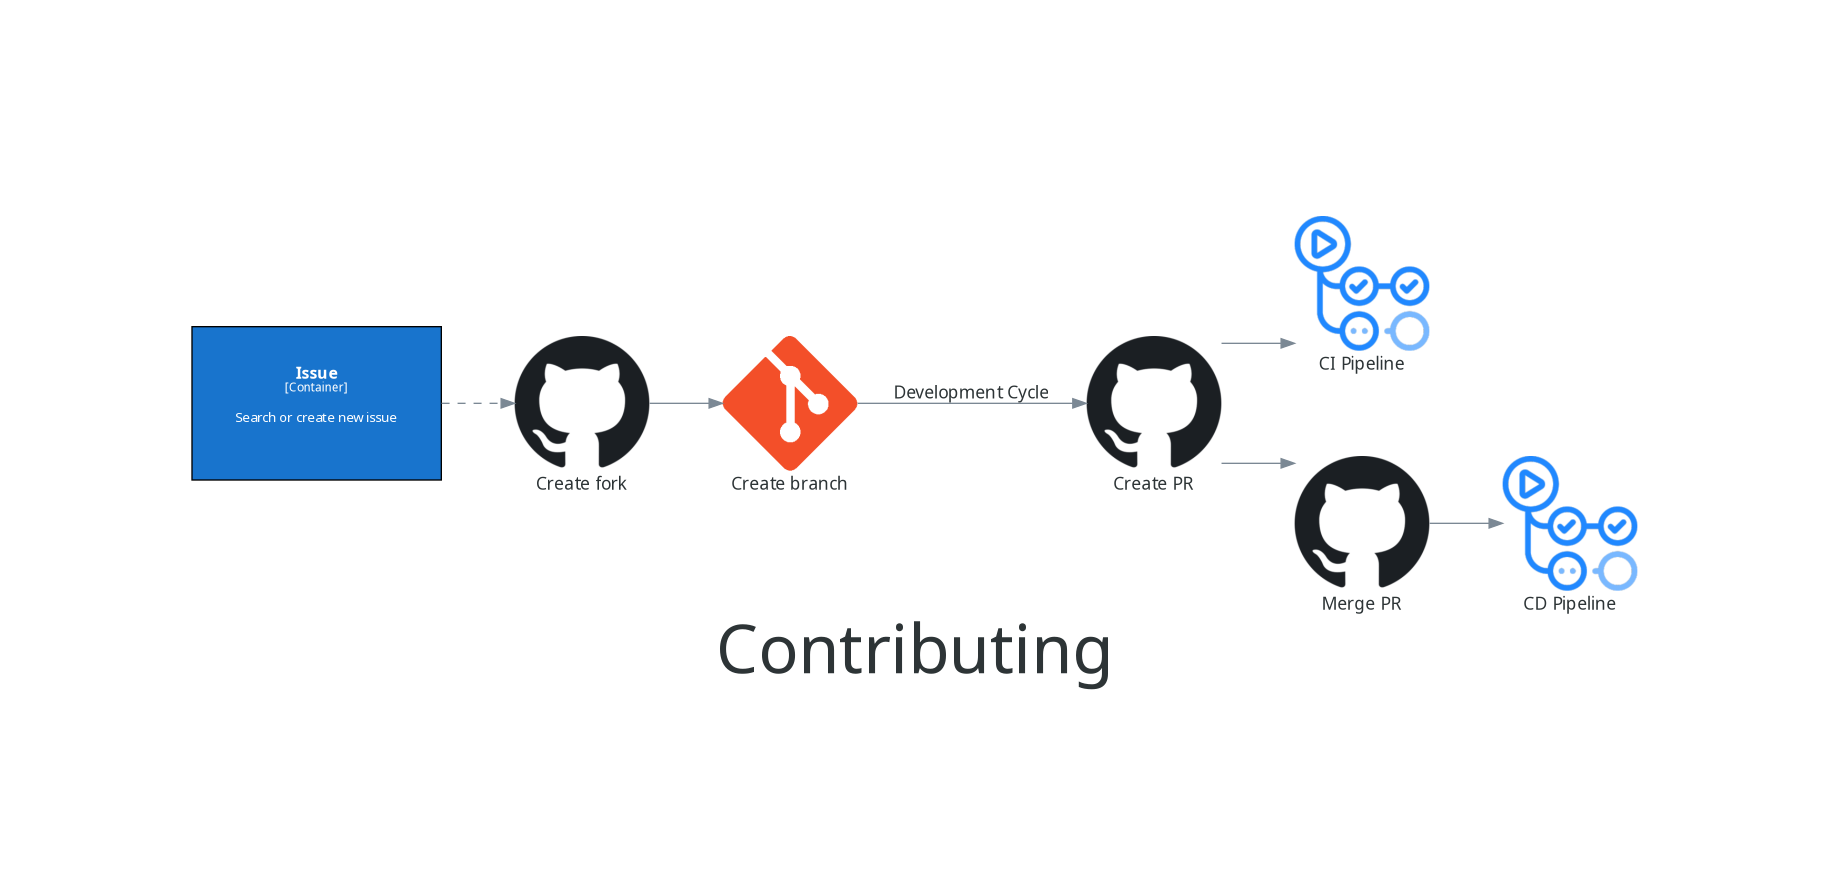 Issue
[Container]
Search or create new issue
Create fork
Create branch
Development Cycle
Create PR
CI Pipeline
Merge PR
CD Pipeline
Contributing